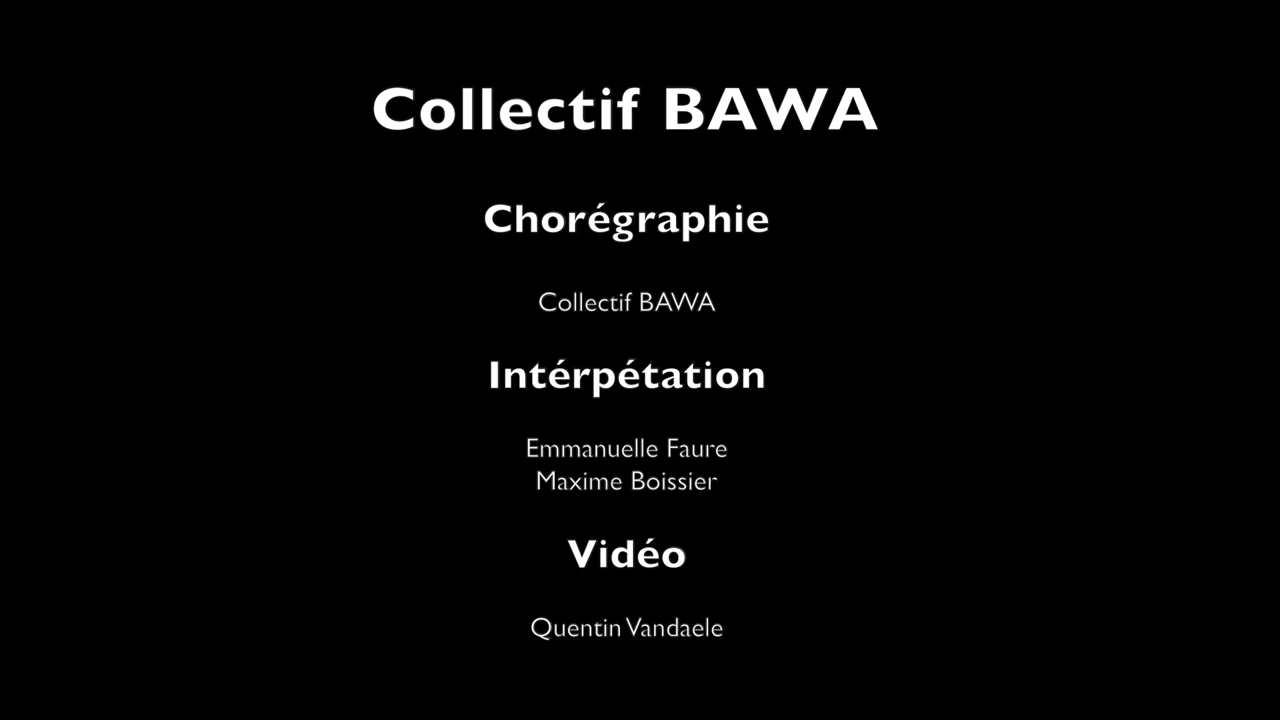 Collectif BAWA
Chorégraphie
Collectif BAWA
Intérpétation
Emmanuelle Faure
Maxime Boissier
Vidéo
Quentin Vandaele